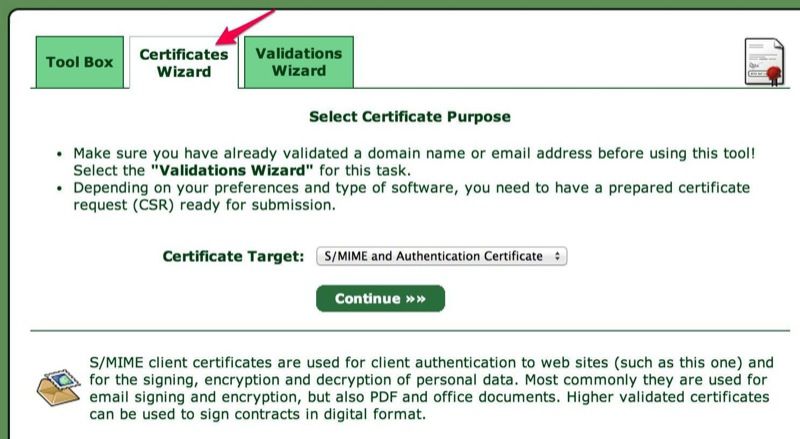 Tool Box
Certificates
Wizard
Validations
Wizard
Select Certificate Purpose
• Make sure you have already validated a domain name or email address before using this tool!
Select the "Validations Wizard" for this task.
• Depending on your preferences and type of software, you need to have a prepared certificate
request (CSR) ready for submission.
Certificate Target: S/MIME and Authentication Certificate
Continue »»
S/MIME client certificates are used for client authentication to web sites (such as this one) and
for the signing, encryption and decryption of personal data. Most commonly they are used for
email signing and encryption, but also PDF and office documents. Higher validated certificates
can be used to sign contracts in digital format.